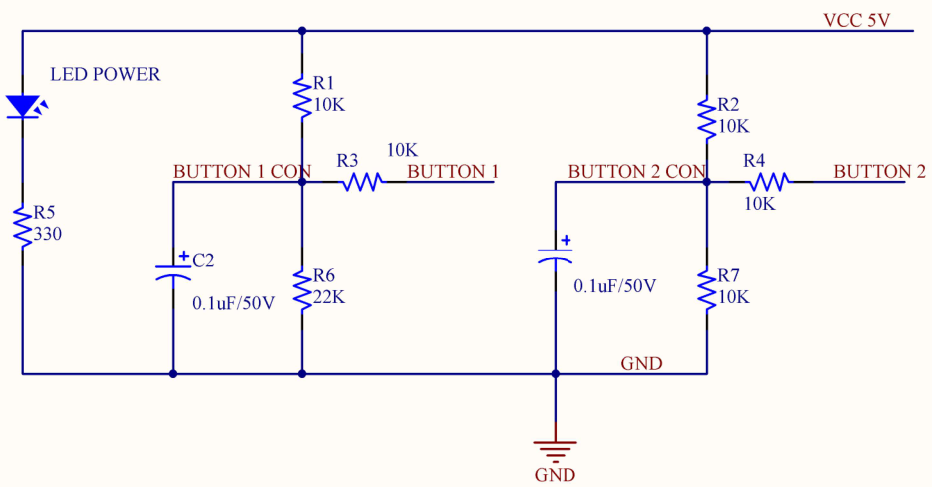 VCC 5V
LED POWER
R1
10K
R2
10K
BUTTON 1 CON
R3
10K
BUTTON 1
BUTTON 2 CON
R4
10K
BUTTON 2
R5
330
+
C2
0.1uF/50V
R6
22K
+
0.1uF/50V
R7
10K
GND
GND